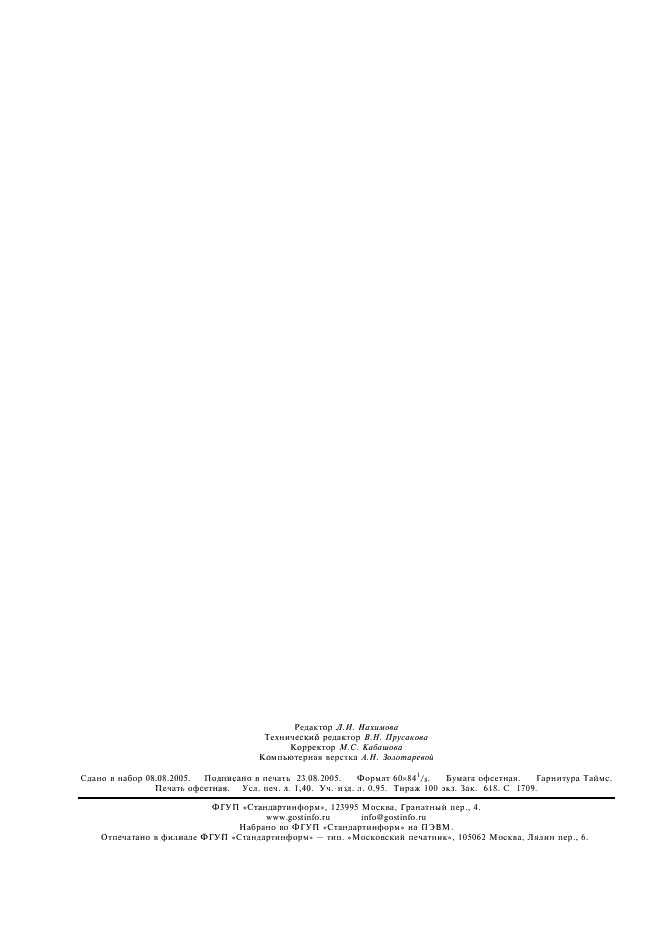 Редактор Л.И. Нахимова
Технический редактор В.Н. Прусакова
Корректор М.С. Кабашова
Компьютерная верстка А.Н. Золотаревой
Сдано в набор 08.08.2005. Подписано в печать 23.08.2005. Формат 60×84¹/₈. Бумага офсетная. Гарнитура Таймс.
Печать офсетная. Усл. печ. л. 1,40. Уч.-изд. л. 0,95. Тираж 100 экз. Зак. 618. С 1709.
ФГУП «Стандартинформ», 123995 Москва, Гранатный пер., 4.
www.gostinfo.ru info@gostinfo.ru
Набрано во ФГУП «Стандартинформ» на ПЭВМ.
Отпечатано в филиале ФГУП «Стандартинформ» — тип. «Московский печатник», 105062 Москва, Лялин пер., 6.